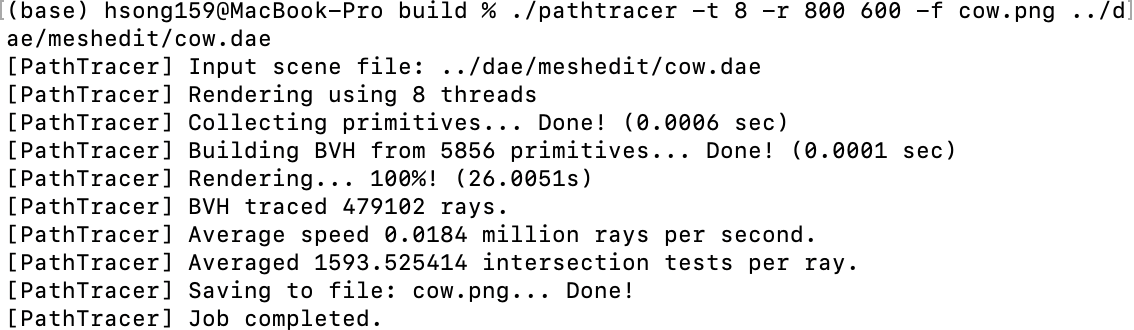 (base) hsong159@MacBook-Pro build % ./pathtracer -t 8 -r 800 600 -f cow.png ../d
ae/meshedit/cow.dae
[PathTracer] Input scene file: ../dae/meshedit/cow.dae
[PathTracer] Rendering using 8 threads
[PathTracer] Collecting primitives... Done! (0.0006 sec)
[PathTracer] Building BVH from 5856 primitives... Done! (0.0001 sec)
[PathTracer] Rendering... 100%! (26.0051s)
[PathTracer] BVH traced 479102 rays.
[PathTracer] Average speed 0.0184 million rays per second.
[PathTracer] Averaged 1593.525414 intersection tests per ray.
[PathTracer] Saving to file: cow.png... Done!
[PathTracer] Job completed.